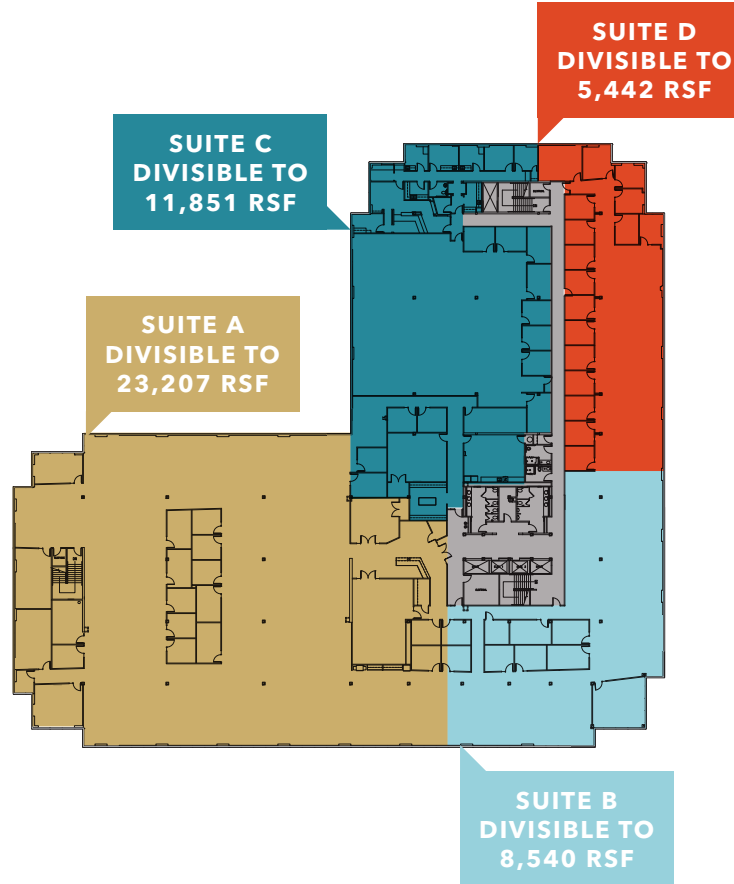 SUITE D
DIVISIBLE TO
5,442 RSF
SUITE C
DIVISIBLE TO
11,851 RSF
SUITE A
DIVISIBLE TO
23,207 RSF
SUITE B
DIVISIBLE TO
8,540 RSF